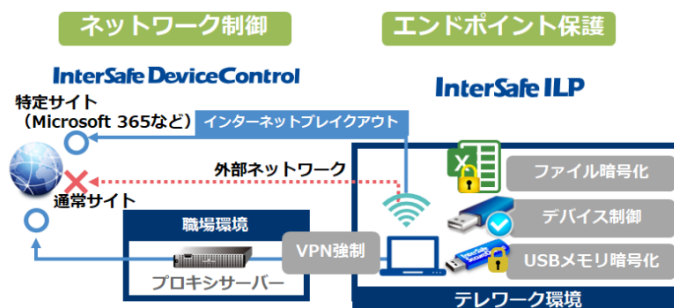 ネットワーク制御
エンドポイント保護
InterSafe DeviceControl
InterSafe ILP
特定サイト
（Microsoft 365など）
インターネットブレイクアウト
外部ネットワーク
通常サイト
職場環境
プロキシサーバー
VPN強制
X
ファイル暗号化
デバイス制御
InterSafe
USBメモリ暗号化
テレワーク環境